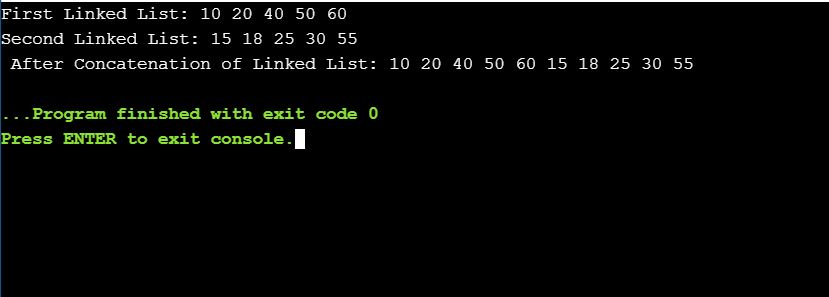 First Linked List: 10 20 40 50 60
Second Linked List: 15 18 25 30 55
After Concatenation of Linked List: 10 20 40 50 60 15 18 25 30 55
...Program finished with exit code 0
Press ENTER to exit console.